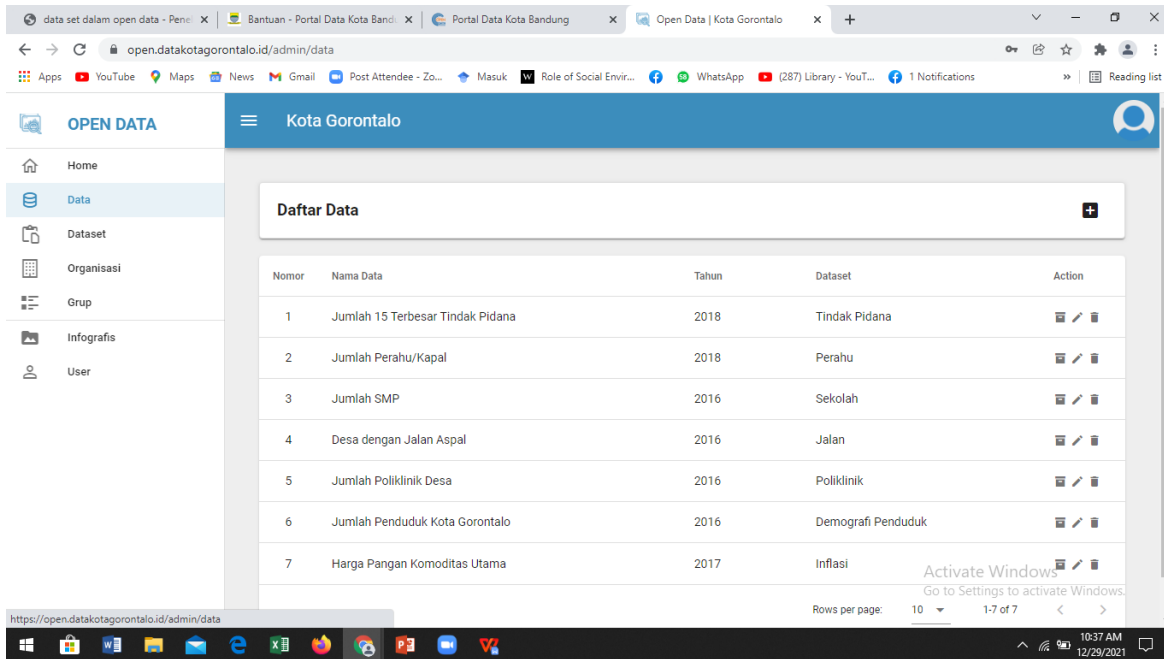 data set dalam open data - Penel
Bantuan - Portal Data Kota Bandu
Portal Data Kota Bandung
Open Data | Kota Gorontalo
open.datakotagorontalo.id/admin/data
Apps YouTube Maps News Gmail Post Attendee - Zo... Masuk Role of Social Envir... WhatsApp (287) Library - YouT... 1 Notifications » Reading list
OPEN DATA
Kota Gorontalo
Home
Data
Dataset
Organisasi
Grup
Infografis
User
Daftar Data
Nomor Nama Data Tahun Dataset Action
1 Jumlah 15 Terbesar Tindak Pidana 2018 Tindak Pidana
2 Jumlah Perahu/Kapal 2018 Perahu
3 Jumlah SMP 2016 Sekolah
4 Desa dengan Jalan Aspal 2016 Jalan
5 Jumlah Poliklinik Desa 2016 Poliklinik
6 Jumlah Penduduk Kota Gorontalo 2016 Demografi Penduduk
7 Harga Pangan Komoditas Utama 2017 Inflasi
Activate Windows
Go to Settings to activate Windows.
Rows per page: 10 1-7 of 7
https://open.datakotagorontalo.id/admin/data
10:37 AM
12/29/2021